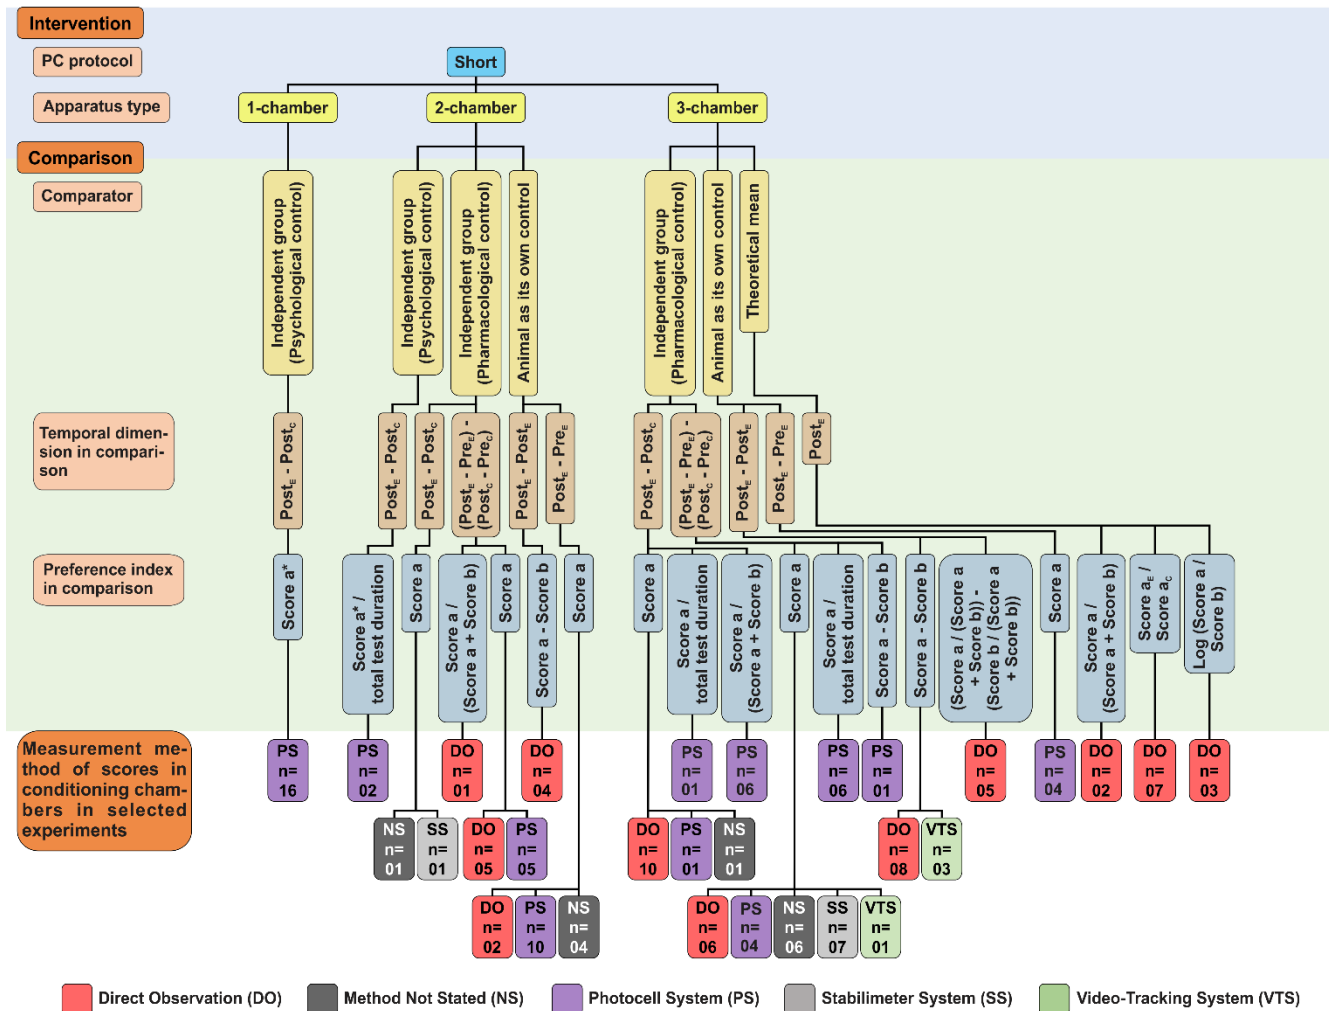 Intervention
PC protocol
Short
Apparatus type
1-chamber
2-chamber
3-chamber
Comparison
Comparator
Independent group
(Psychological control)
Independent group
(Psychological control)
Independent group
(Pharmacological control)
Animal as its own control
Independent group
(Pharmacological control)
Animal as its own control
Theoretical mean
Temporal dimen-
sion in compari-
son
PostE - PostC
PostE - PostC
PostE - PostC
(PostE - PreE) -
(PostC - PreC)
PostE - PostE
PostE - PreE
PostE - PostC
(PostE - PreE) -
(PostC - PreC)
PostE - PostE
PostE - PreE
PostE
Preference index
in comparison
Score a*
Score a* /
total test duration
Score a
Score a /
(Score a + Score b)
Score a
Score a - Score b
Score a
Score a
Score a /
total test duration
Score a /
(Score a + Score b)
Score a
Score a /
total test duration
Score a - Score b
Score a - Score b
(Score a / (Score a
+ Score b)) -
(Score b / (Score a
+ Score b))
Score a
Score a /
(Score a + Score b)
Score aE /
Score aC
Log (Score a /
Score b)
Measurement me-
thod of scores in
conditioning cham-
bers in selected
experiments
PS
n=
16
PS
n=
02
DO
n=
01
DO
n=
04
PS
n=
01
PS
n=
06
PS
n=
06
PS
n=
01
DO
n=
05
PS
n=
04
DO
n=
02
DO
n=
07
DO
n=
03
NS
n=
01
SS
n=
01
DO
n=
05
PS
n=
05
DO
n=
10
PS
n=
01
NS
n=
01
DO
n=
08
VTS
n=
03
DO
n=
02
PS
n=
10
NS
n=
04
DO
n=
06
PS
n=
04
NS
n=
06
SS
n=
07
VTS
n=
01
Direct Observation (DO)
Method Not Stated (NS)
Photocell System (PS)
Stabilimeter System (SS)
Video-Tracking System (VTS)